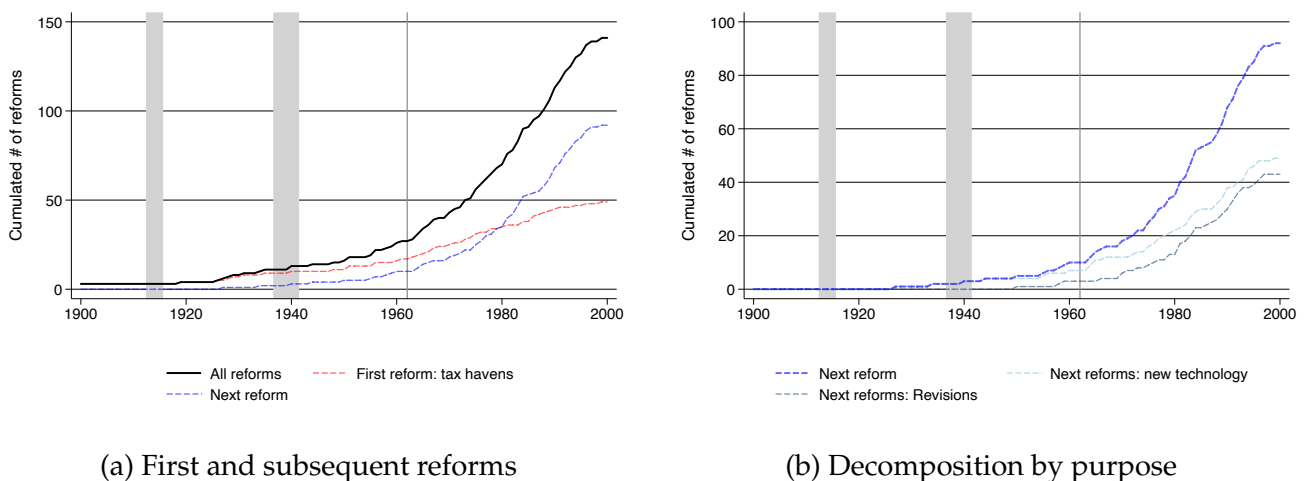 150
100
50
0
Cumulated # of reforms
1900 1920 1940 1960 1980 2000
All reforms First reform: tax havens
Next reform
(a) First and subsequent reforms
100
80
60
40
20
0
Cumulated # of reforms
1900 1920 1940 1960 1980 2000
Next reform Next reforms: new technology
Next reforms: Revisions
(b) Decomposition by purpose